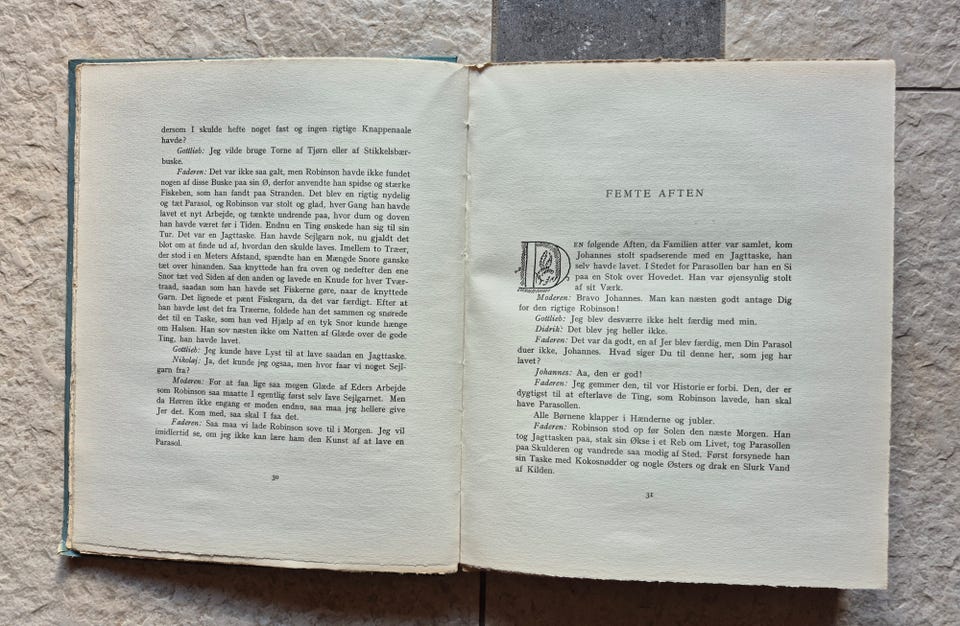 dersom I skulde hefte noget fast og ingen rigtige Knappenaale
havde?
Gottlieb: Jeg vilde bruge Torne af Tjørn eller af Stikkelsbær-
buske.
Faderen: Det var ikke saa galt, men Robinson havde ikke fundet
nogen af disse Buske paa sin Ø, derfor anvendte han spidse og stærke
Fiskeben, som han fandt paa Stranden. Det blev en rigtig nydelig
og tæt Parasol, og Robinson var stolt og glad, hver Gang han havde
lavet et nyt Arbejde, og tænkte undrende paa, hvor dum og doven
han havde været før i Tiden. Endnu en Ting ønskede han sig til sin
Tur. Det var en Jagttaske. Han havde Sejlgarn nok, nu gjaldt det
blot om at finde ud af, hvordan den skulde laves. Imellem to Træer,
der stod i en Meters Afstand, spændte han en Mængde Snore ganske
tæt over hinanden. Saa knyttede han fra oven og nedefter den ene
Snor tæt ved Siden af den anden og lavede en Knude for hver Tvær-
traad, saadan som han havde set Fiskerne gøre, naar de knyttede
Garn. Det lignede et pænt Fiskegarn, da det var færdigt. Efter at
han havde løst det fra Træerne, foldede han det sammen og snørede
det til en Taske, som han ved Hjælp af en tyk Snor kunde hænge
om Halsen. Han sov næsten ikke om Natten af Glæde over de gode
Ting, han havde lavet.
Gottlieb: Jeg kunde have Lyst til at lave saadan en Jagttaske.
Nikolaj: Ja, det kunde jeg ogsaa, men hvor faar vi noget Sejl-
garn fra?
Moderen: For at faa lige saa megen Glæde af Eders Arbejde
som Robinson saa maatte I egentlig først selv lave Sejlgarnet. Men
da Hørren ikke engang er moden endnu, saa maa jeg hellere give
Jer det. Kom med, saa skal I faa det.
Faderen: Saa maa vi lade Robinson sove til i Morgen. Jeg vil
imidlertid se, om jeg ikke kan lære ham den Kunst af at lave en
Parasol.
30
FEMTE AFTEN
DEN følgende Aften, da Familien atter var samlet, kom
Johannes stolt spadserende med en Jagttaske, han
selv havde lavet. I Stedet for Parasollen bar han en Si
paa en Stok over Hovedet. Han var øjensynlig stolt
af sit Værk.
Moderen: Bravo Johannes. Man kan næsten godt antage Dig
for den rigtige Robinson!
Gottlieb: Jeg blev desværre ikke helt færdig med min.
Didrik: Det blev jeg heller ikke.
Faderen: Det var da godt, en af Jer blev færdig, men Din Parasol
duer ikke, Johannes. Hvad siger Du til denne her, som jeg har
lavet?
Johannes: Aa, den er god!
Faderen: Jeg gemmer den, til vor Historie er forbi. Den, der er
dygtigst til at efterlave de Ting, som Robinson lavede, han skal
have Parasollen.
Alle Børnene klapper i Hænderne og jubler.
Faderen: Robinson stod op før Solen den næste Morgen. Han
tog Jagttasken paa, stak sin Økse i et Reb om Livet, tog Parasollen
paa Skulderen og vandrede saa modig af Sted. Først forsynede han
sin Taske med Kokosnødder og nogle Østers og drak en Slurk Vand
af Kilden.
31